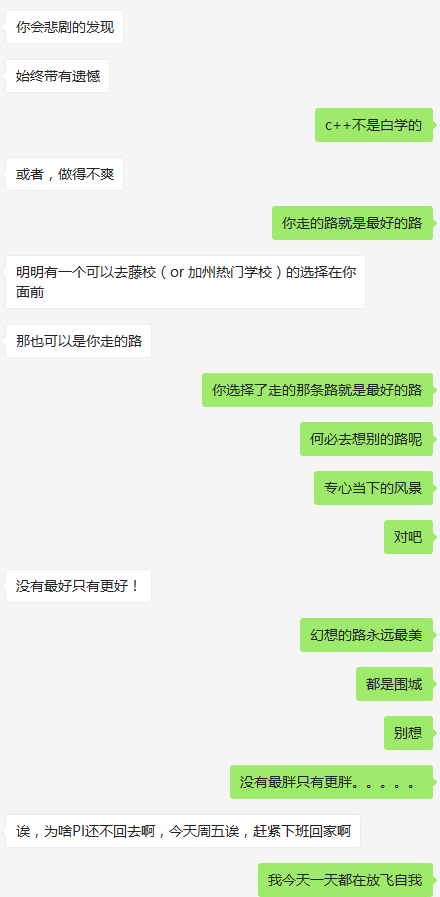 你会悲剧的发现
始终带有遗憾
c++不是白学的
或者，做得不爽
你走的路就是最好的路
明明有一个可以去藤校（or 加州热门学校）的选择在你
面前
那也可以是你走的路
你选择了走的那条路就是最好的路
何必去想别的路呢
专心当下的风景
对吧
没有最好只有更好！
幻想的路永远最美
都是围城
别想
没有最胖只有更胖。。。。。
诶，为啥PI还不回去啊，今天周五诶，赶紧下班回家啊
我今天一天都在放飞自我